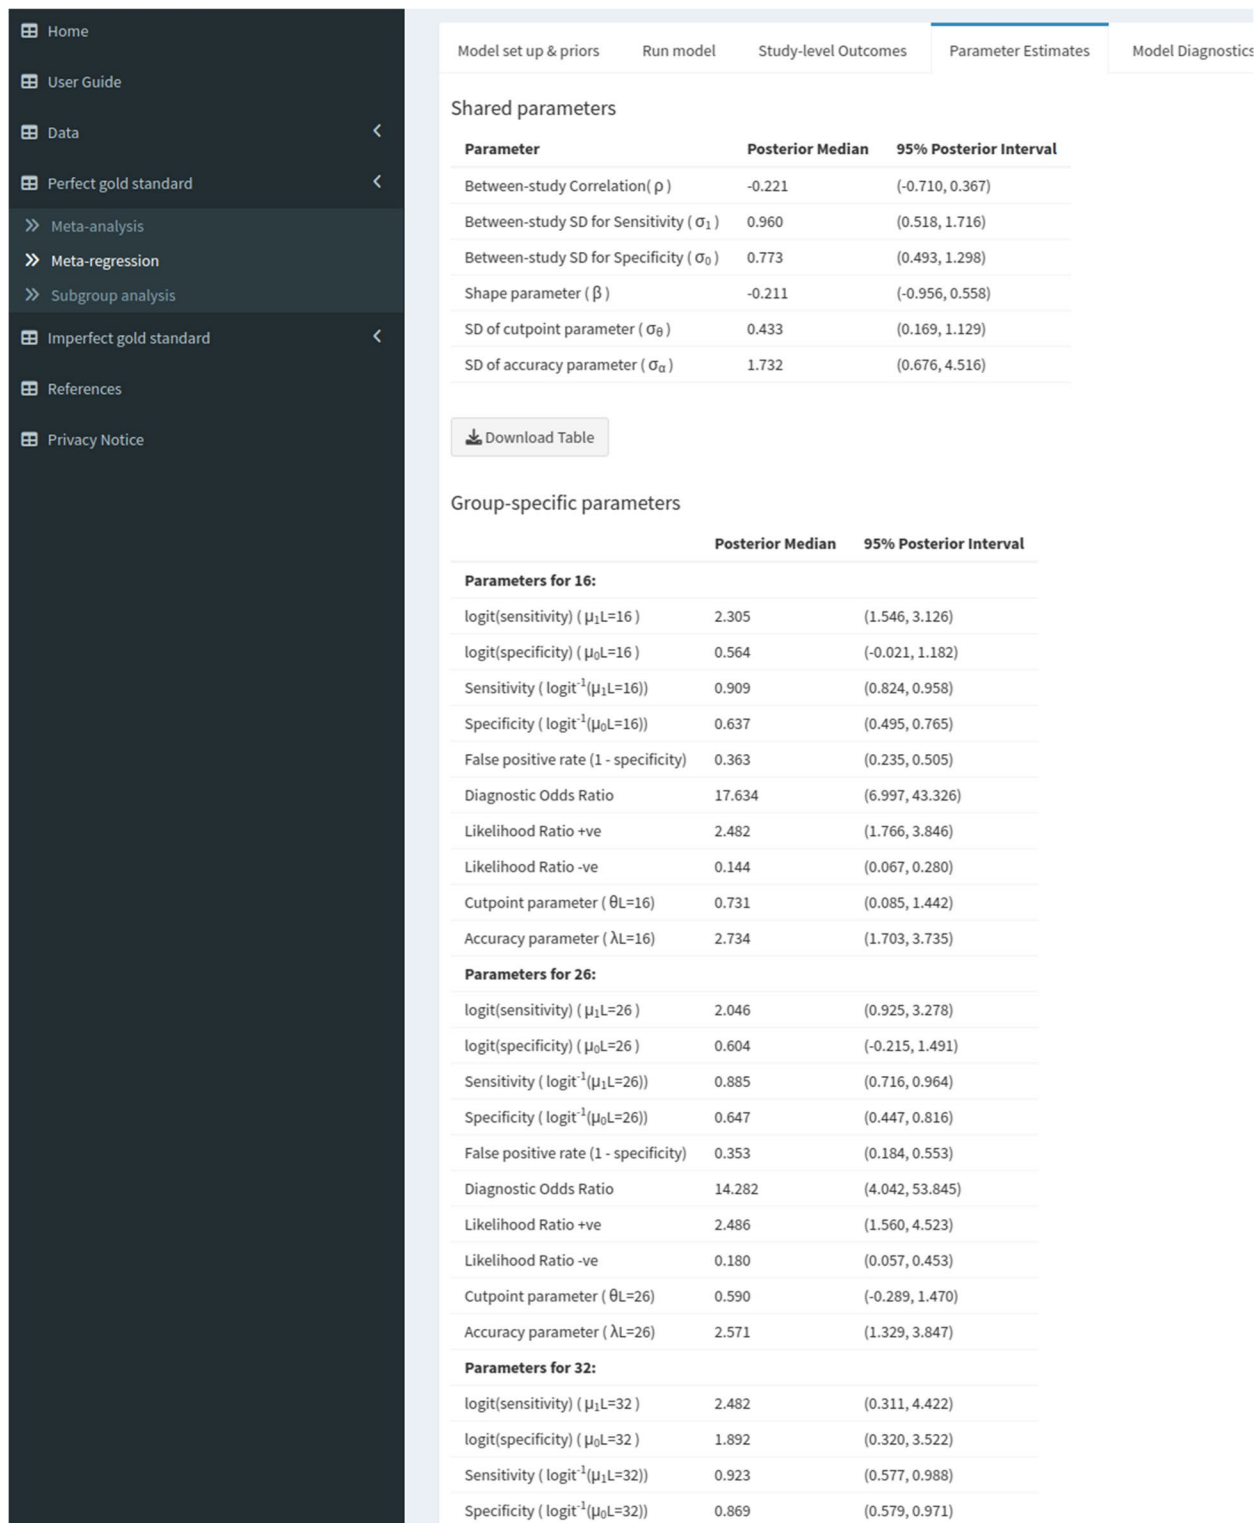 Home
User Guide
Data
Perfect gold standard
Meta-analysis
Meta-regression
Subgroup analysis
Imperfect gold standard
References
Privacy Notice
Model set up & priors Run model Study-level Outcomes Parameter Estimates Model Diagnostics
Shared parameters
Parameter Posterior Median 95% Posterior Interval
Between-study Correlation( ρ ) -0.221 (-0.710, 0.367)
Between-study SD for Sensitivity ( σ₁ ) 0.960 (0.518, 1.716)
Between-study SD for Specificity ( σ₀ ) 0.773 (0.493, 1.298)
Shape parameter ( β ) -0.211 (-0.956, 0.558)
SD of cutpoint parameter ( σθ ) 0.433 (0.169, 1.129)
SD of accuracy parameter ( σα ) 1.732 (0.676, 4.516)
Download Table
Group-specific parameters
Posterior Median 95% Posterior Interval
Parameters for 16:
logit(sensitivity) ( μ₁L=16 ) 2.305 (1.546, 3.126)
logit(specificity) ( μ₀L=16 ) 0.564 (-0.021, 1.182)
Sensitivity ( logit⁻¹(μ₁L=16)) 0.909 (0.824, 0.958)
Specificity ( logit⁻¹(μ₀L=16)) 0.637 (0.495, 0.765)
False positive rate (1 - specificity) 0.363 (0.235, 0.505)
Diagnostic Odds Ratio 17.634 (6.997, 43.326)
Likelihood Ratio +ve 2.482 (1.766, 3.846)
Likelihood Ratio -ve 0.144 (0.067, 0.280)
Cutpoint parameter ( θL=16) 0.731 (0.085, 1.442)
Accuracy parameter ( λL=16) 2.734 (1.703, 3.735)
Parameters for 26:
logit(sensitivity) ( μ₁L=26 ) 2.046 (0.925, 3.278)
logit(specificity) ( μ₀L=26 ) 0.604 (-0.215, 1.491)
Sensitivity ( logit⁻¹(μ₁L=26)) 0.885 (0.716, 0.964)
Specificity ( logit⁻¹(μ₀L=26)) 0.647 (0.447, 0.816)
False positive rate (1 - specificity) 0.353 (0.184, 0.553)
Diagnostic Odds Ratio 14.282 (4.042, 53.845)
Likelihood Ratio +ve 2.486 (1.560, 4.523)
Likelihood Ratio -ve 0.180 (0.057, 0.453)
Cutpoint parameter ( θL=26) 0.590 (-0.289, 1.470)
Accuracy parameter ( λL=26) 2.571 (1.329, 3.847)
Parameters for 32:
logit(sensitivity) ( μ₁L=32 ) 2.482 (0.311, 4.422)
logit(specificity) ( μ₀L=32 ) 1.892 (0.320, 3.522)
Sensitivity ( logit⁻¹(μ₁L=32)) 0.923 (0.577, 0.988)
Specificity ( logit⁻¹(μ₀L=32)) 0.869 (0.579, 0.971)